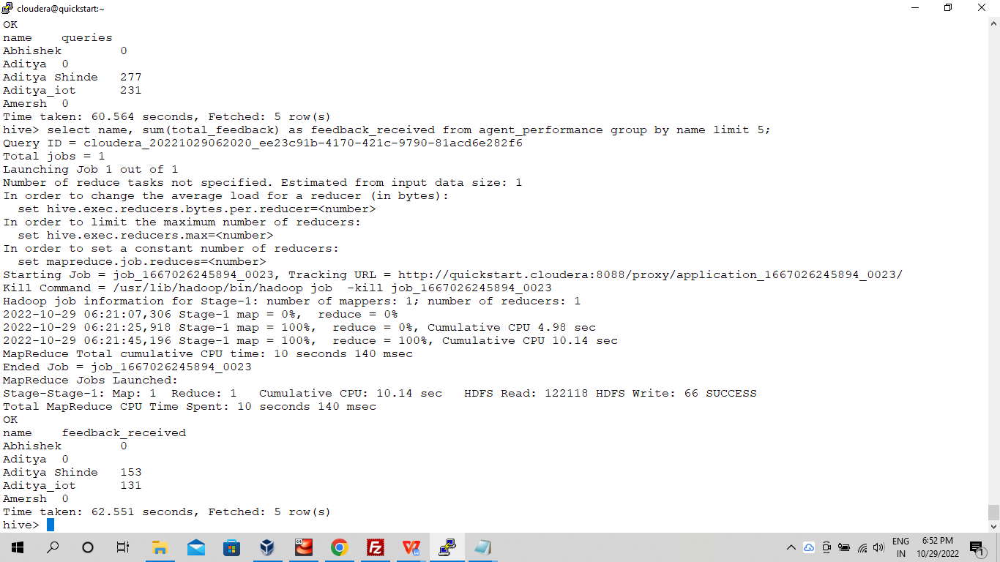 cloudera@quickstart:~
OK
name    queries
Abhishek        0
Aditya  0
Aditya Shinde   277
Aditya_iot      231
Amersh  0
Time taken: 60.564 seconds, Fetched: 5 row(s)
hive> select name, sum(total_feedback) as feedback_received from agent_performance group by name limit 5;
Query ID = cloudera_20221029062020_ee23c91b-4170-421c-9790-81acd6e282f6
Total jobs = 1
Launching Job 1 out of 1
Number of reduce tasks not specified. Estimated from input data size: 1
In order to change the average load for a reducer (in bytes):
  set hive.exec.reducers.bytes.per.reducer=<number>
In order to limit the maximum number of reducers:
  set hive.exec.reducers.max=<number>
In order to set a constant number of reducers:
  set mapreduce.job.reduces=<number>
Starting Job = job_1667026245894_0023, Tracking URL = http://quickstart.cloudera:8088/proxy/application_1667026245894_0023/
Kill Command = /usr/lib/hadoop/bin/hadoop job  -kill job_1667026245894_0023
Hadoop job information for Stage-1: number of mappers: 1; number of reducers: 1
2022-10-29 06:21:07,306 Stage-1 map = 0%,  reduce = 0%
2022-10-29 06:21:25,918 Stage-1 map = 100%,  reduce = 0%, Cumulative CPU 4.98 sec
2022-10-29 06:21:45,196 Stage-1 map = 100%,  reduce = 100%, Cumulative CPU 10.14 sec
MapReduce Total cumulative CPU time: 10 seconds 140 msec
Ended Job = job_1667026245894_0023
MapReduce Jobs Launched:
Stage-Stage-1: Map: 1  Reduce: 1   Cumulative CPU: 10.14 sec   HDFS Read: 122118 HDFS Write: 66 SUCCESS
Total MapReduce CPU Time Spent: 10 seconds 140 msec
OK
name    feedback_received
Abhishek        0
Aditya  0
Aditya Shinde   153
Aditya_iot      131
Amersh  0
Time taken: 62.551 seconds, Fetched: 5 row(s)
hive>
64
ENG
IN
6:52 PM
10/29/2022
1